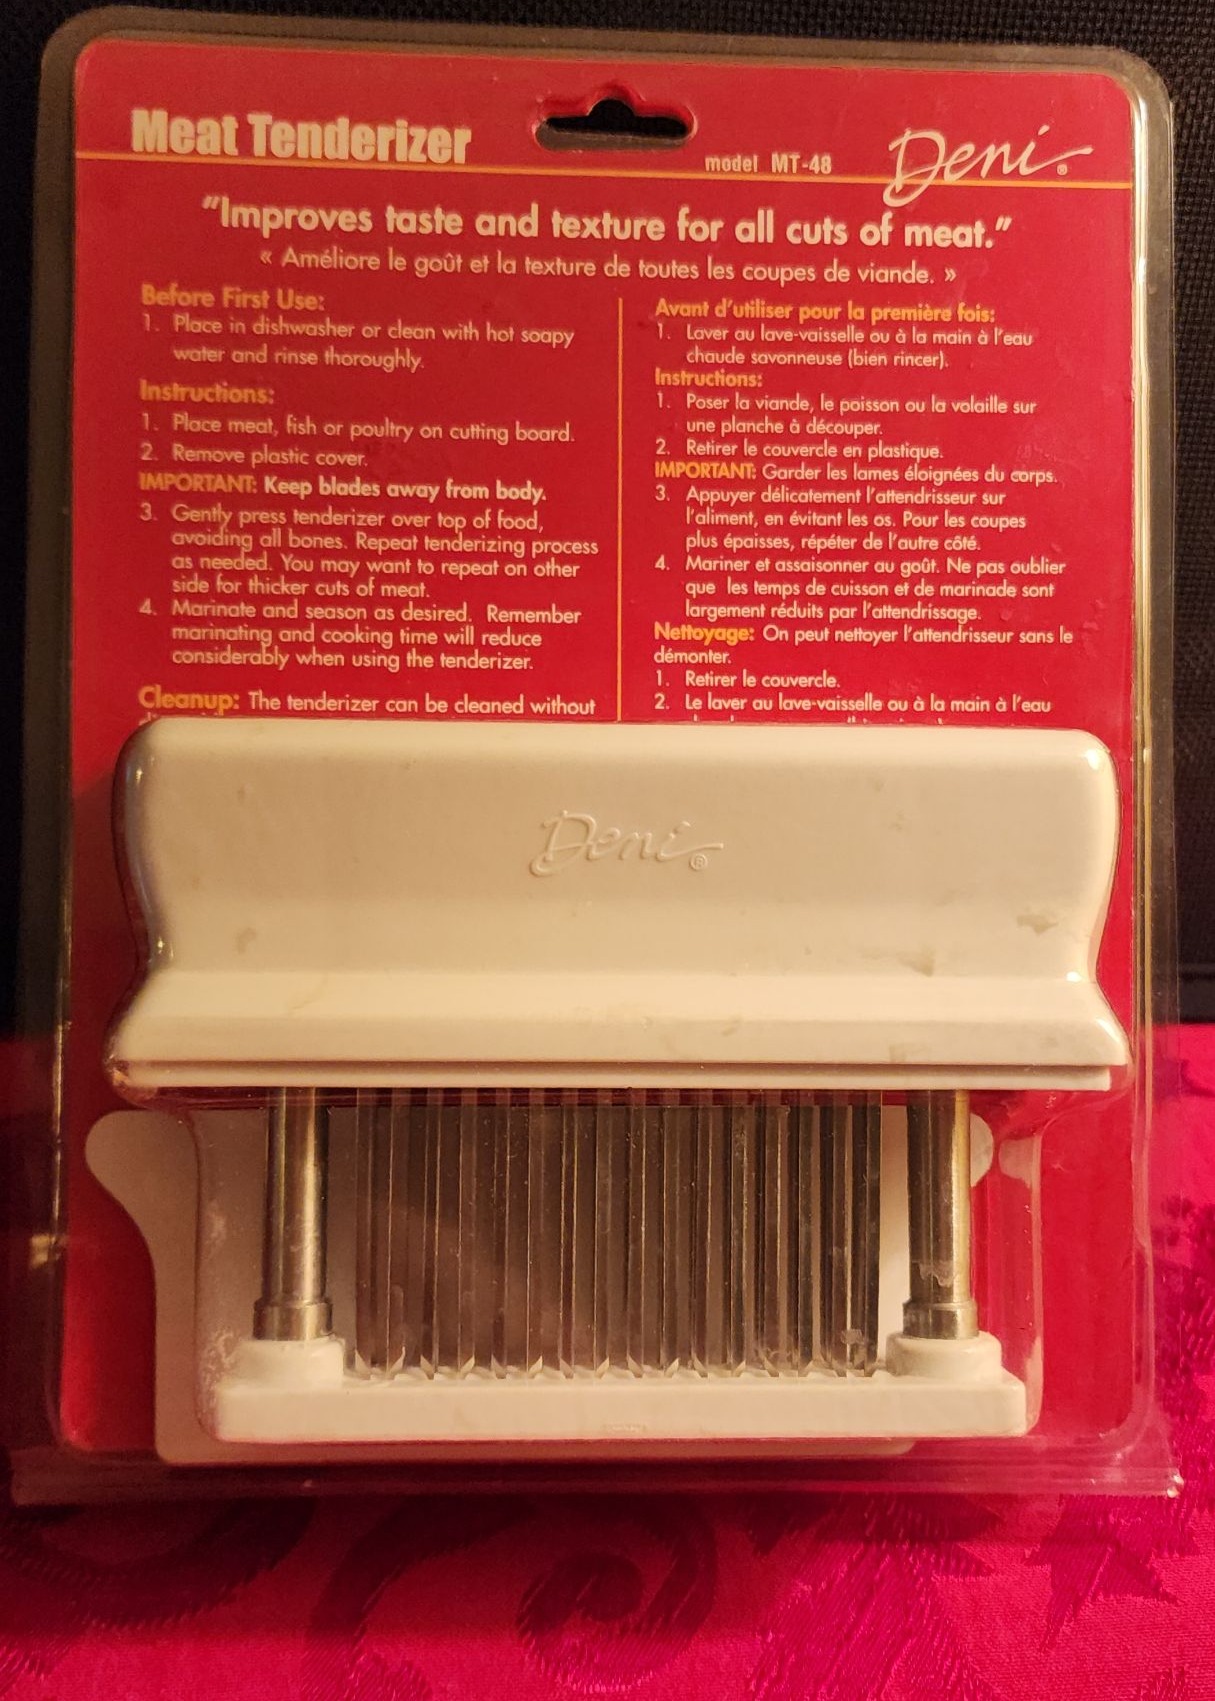 Meat Tenderizer
model MT-48
Deni®
"Improves taste and texture for all cuts of meat."
« Améliore le goût et la texture de toutes les coupes de viande. »
Before First Use:
1. Place in dishwasher or clean with hot soapy
water and rinse thoroughly.
Instructions:
1. Place meat, fish or poultry on cutting board.
2. Remove plastic cover.
IMPORTANT: Keep blades away from body.
3. Gently press tenderizer over top of food,
avoiding all bones. Repeat tenderizing process
as needed. You may want to repeat on other
side for thicker cuts of meat.
4. Marinate and season as desired. Remember
marinating and cooking time will reduce
considerably when using the tenderizer.
Cleanup: The tenderizer can be cleaned without
Avant d'utiliser pour la première fois:
1. Laver au lave-vaisselle ou à la main à l'eau
chaude savonneuse (bien rincer).
Instructions:
1. Poser la viande, le poisson ou la volaille sur
une planche à découper.
2. Retirer le couvercle en plastique.
IMPORTANT: Garder les lames éloignées du corps.
3. Appuyer délicatement l'attendrisseur sur
l'aliment, en évitant les os. Pour les coupes
plus épaisses, répéter de l'autre côté.
4. Mariner et assaisonner au goût. Ne pas oublier
que les temps de cuisson et de marinade sont
largement réduits par l'attendrissage.
Nettoyage: On peut nettoyer l'attendrisseur sans le
démonter.
1. Retirer le couvercle.
2. Le laver au lave-vaisselle ou à la main à l'eau
Deni®